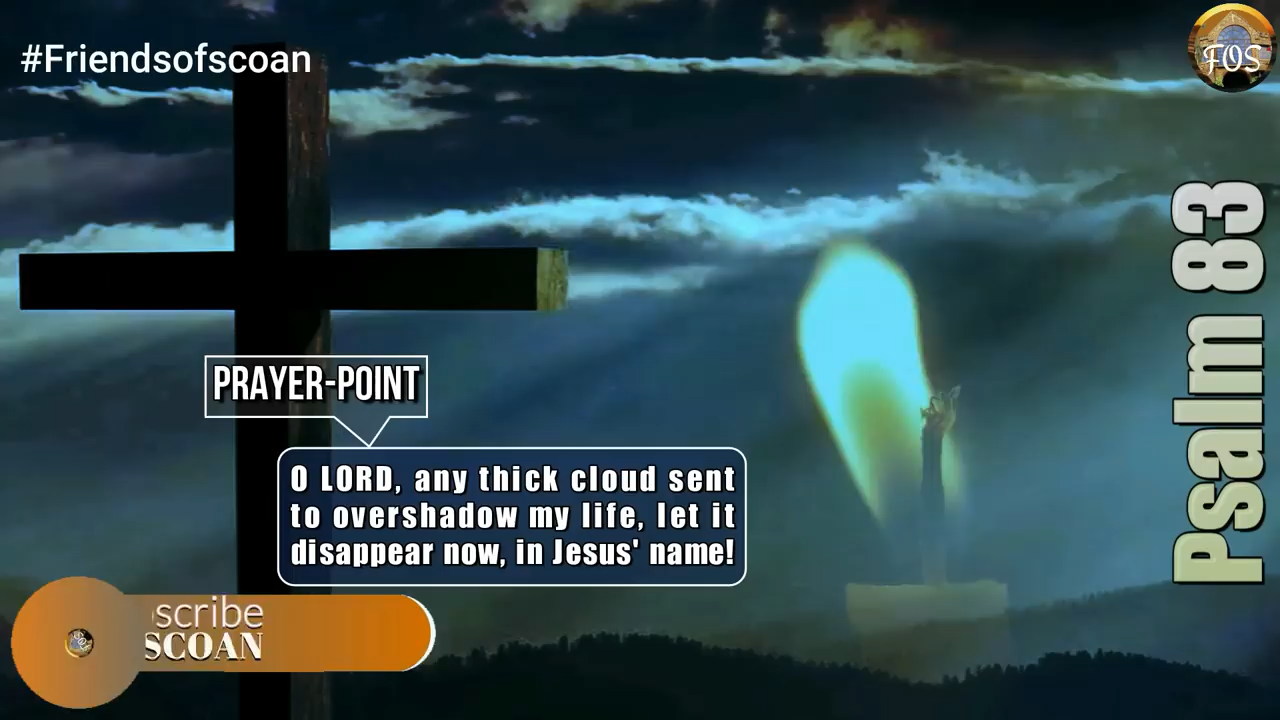 #Friendsofscoan
FOS
Psalm 83
PRAYER-POINT
O LORD, any thick cloud sent
to overshadow my life, let it
disappear now, in Jesus' name!
scribe
SCOAN